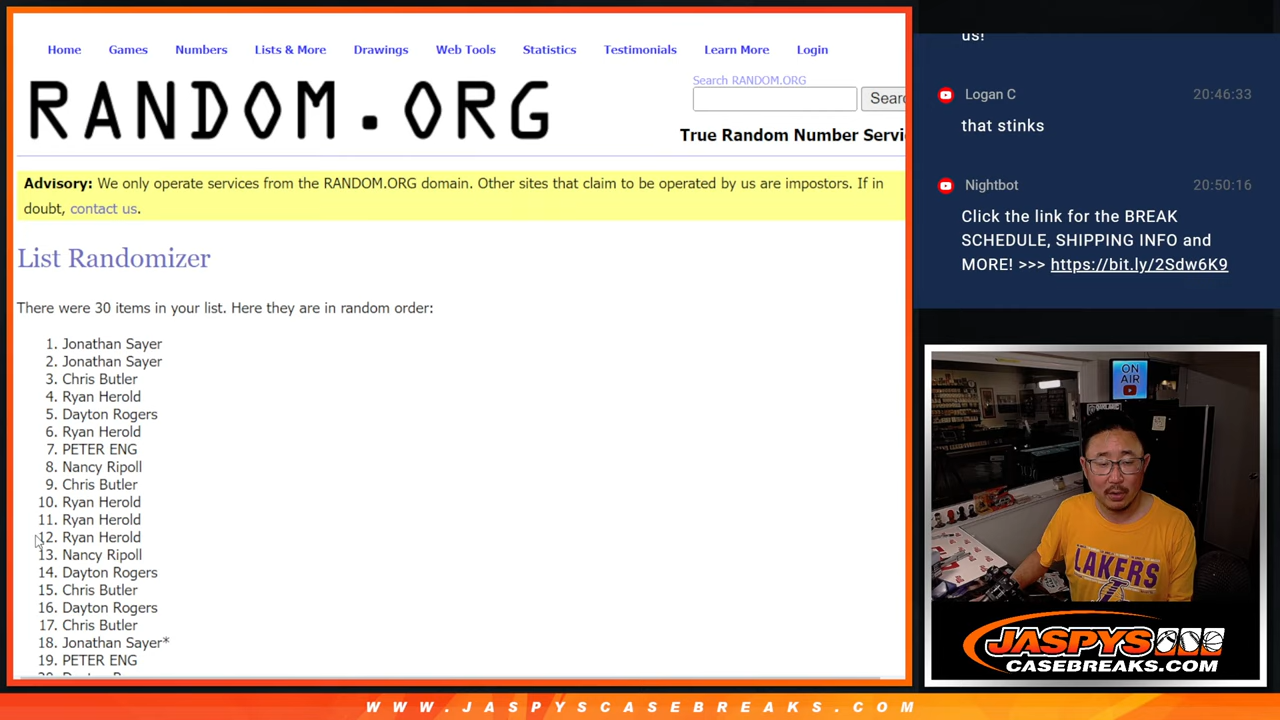 Home Games Numbers Lists & More Drawings Web Tools Statistics Testimonials Learn More Login
RANDOM.ORG
Search RANDOM.ORG
True Random Number Servi
Advisory: We only operate services from the RANDOM.ORG domain. Other sites that claim to be operated by us are impostors. If in
doubt, contact us.
List Randomizer
There were 30 items in your list. Here they are in random order:
1. Jonathan Sayer
2. Jonathan Sayer
3. Chris Butler
4. Ryan Herold
5. Dayton Rogers
6. Ryan Herold
7. PETER ENG
8. Nancy Ripoll
9. Chris Butler
10. Ryan Herold
11. Ryan Herold
12. Ryan Herold
13. Nancy Ripoll
14. Dayton Rogers
15. Chris Butler
16. Dayton Rogers
17. Chris Butler
18. Jonathan Sayer*
19. PETER ENG
us!
Logan C 20:46:33
that stinks
Nightbot 20:50:16
Click the link for the BREAK
SCHEDULE, SHIPPING INFO and
MORE! >>> https://bit.ly/2Sdw6K9
ON
AIR
LAKERS
JASPYS
CASEBREAKS.COM
WWW.JASPYSCASEBREAKS.COM